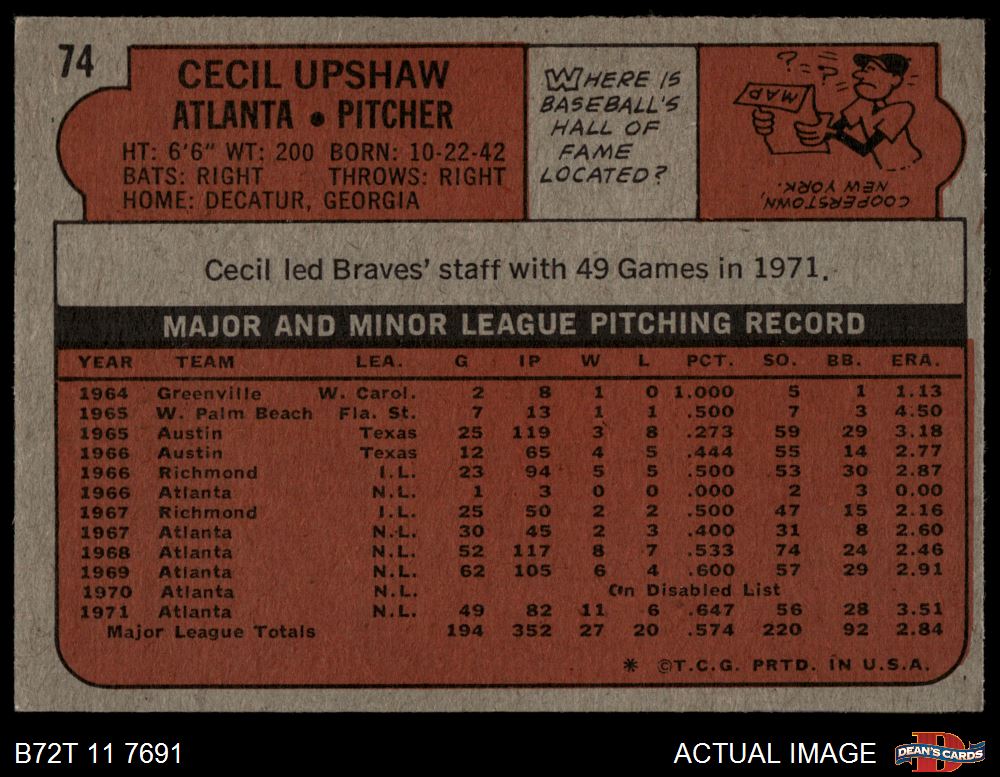 74
CECIL UPSHAW
ATLANTA • PITCHER
HT: 6'6" WT: 200 BORN: 10-22-42
BATS: RIGHT THROWS: RIGHT
HOME: DECATUR, GEORGIA
WHERE IS
BASEBALL'S
HALL OF
FAME
LOCATED?
? = ? = ?
MAP
COOPERSTOWN,
NEW YORK.
Cecil led Braves' staff with 49 Games in 1971.
MAJOR AND MINOR LEAGUE PITCHING RECORD
YEAR TEAM LEA. G IP W L PCT. SO. BB. ERA.
1964 Greenville W. Carol. 2 8 1 0 1.000 5 1 1.13
1965 W. Palm Beach Fla. St. 7 13 1 1 .500 7 3 4.50
1965 Austin Texas 25 119 3 8 .273 59 29 3.18
1966 Austin Texas 12 65 4 5 .444 55 14 2.77
1966 Richmond I.L. 23 94 5 5 .500 53 30 2.87
1966 Atlanta N.L. 1 3 0 0 .000 2 3 0.00
1967 Richmond I.L. 25 50 2 2 .500 47 15 2.16
1967 Atlanta N.L. 30 45 2 3 .400 31 8 2.60
1968 Atlanta N.L. 52 117 8 7 .533 74 24 2.46
1969 Atlanta N.L. 62 105 6 4 .600 57 29 2.91
1970 Atlanta N.L. On Disabled List
1971 Atlanta N.L. 49 82 11 6 .647 56 28 3.51
Major League Totals 194 352 27 20 .574 220 92 2.84
* ©T.C.G. PRTD. IN U.S.A.
B72T 11 7691
ACTUAL IMAGE
D
DEAN'S CARDS